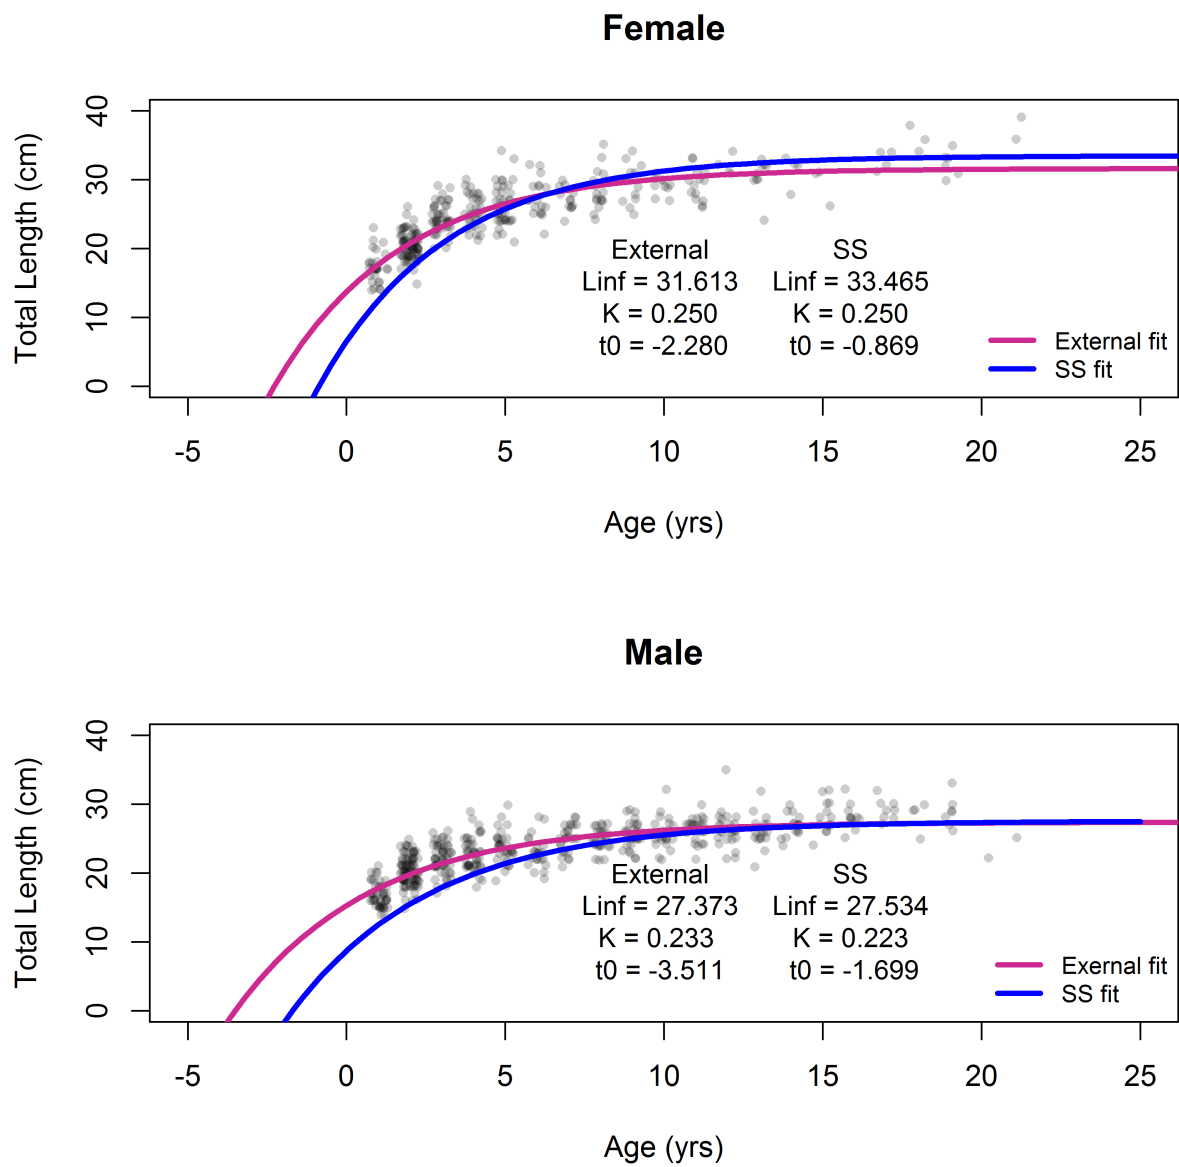 Female
Total Length (cm)
40
30
20
10
0
External SS
Linf = 31.613 Linf = 33.465
K = 0.250 K = 0.250
t0 = -2.280 t0 = -0.869
External fit
SS fit
-5 0 5 10 15 20 25
Age (yrs)
Male
Total Length (cm)
40
30
20
10
0
External SS
Linf = 27.373 Linf = 27.534
K = 0.233 K = 0.223
t0 = -3.511 t0 = -1.699
Exernal fit
SS fit
-5 0 5 10 15 20 25
Age (yrs)